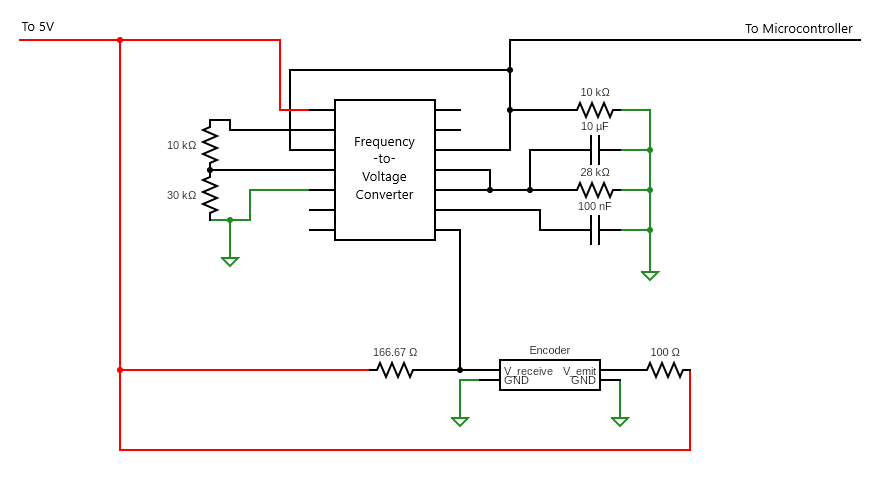 To 5V
To Microcontroller
10 kΩ
10 µF
10 kΩ
30 kΩ
Frequency
-to-
Voltage
Converter
28 kΩ
100 nF
166.67 Ω
Encoder
100 Ω
V_receive V_emit
GND GND